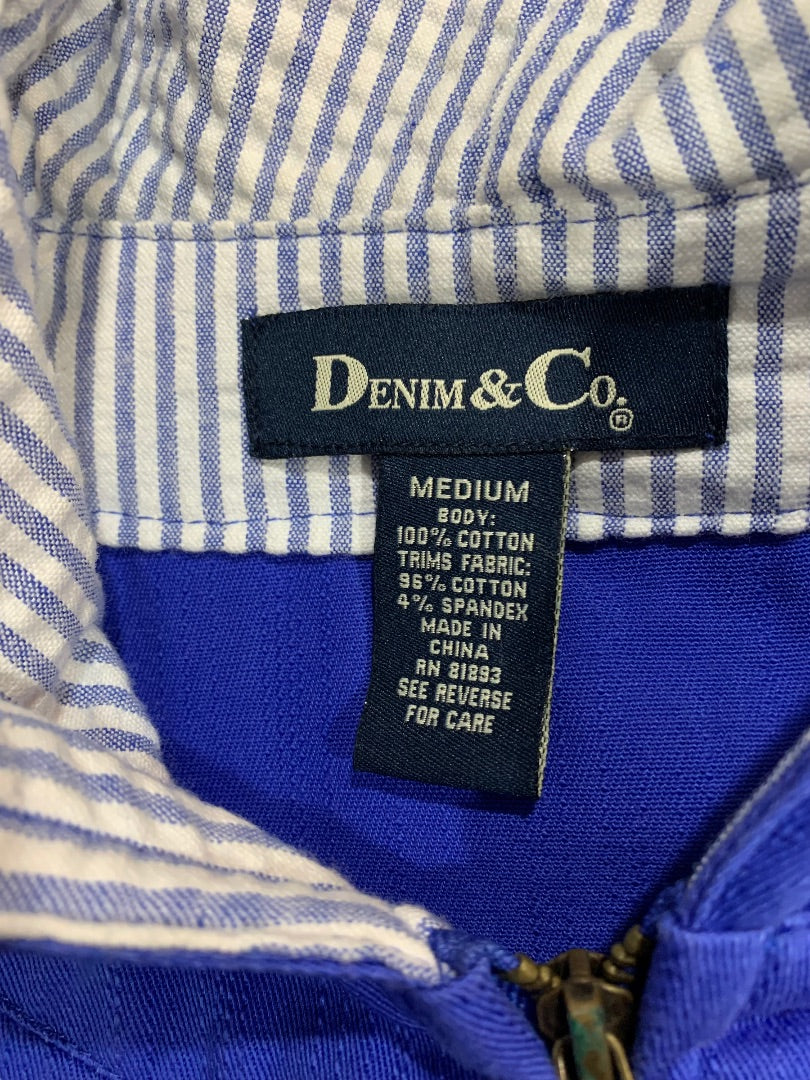 DENIM & CO.®
MEDIUM
BODY:
100% COTTON
TRIMS FABRIC:
96% COTTON
4% SPANDEX
MADE IN
CHINA
RN 81893
SEE REVERSE
FOR CARE